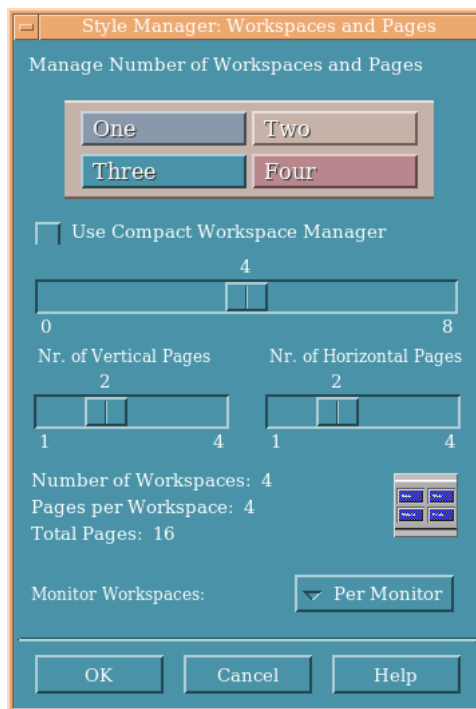 Style Manager: Workspaces and Pages
Manage Number of Workspaces and Pages
One Two
Three Four
Use Compact Workspace Manager
4
0 8
Nr. of Vertical Pages Nr. of Horizontal Pages
2 2
1 4 1 4
Number of Workspaces: 4
Pages per Workspace: 4
Total Pages: 16
Monitor Workspaces: Per Monitor
OK Cancel Help